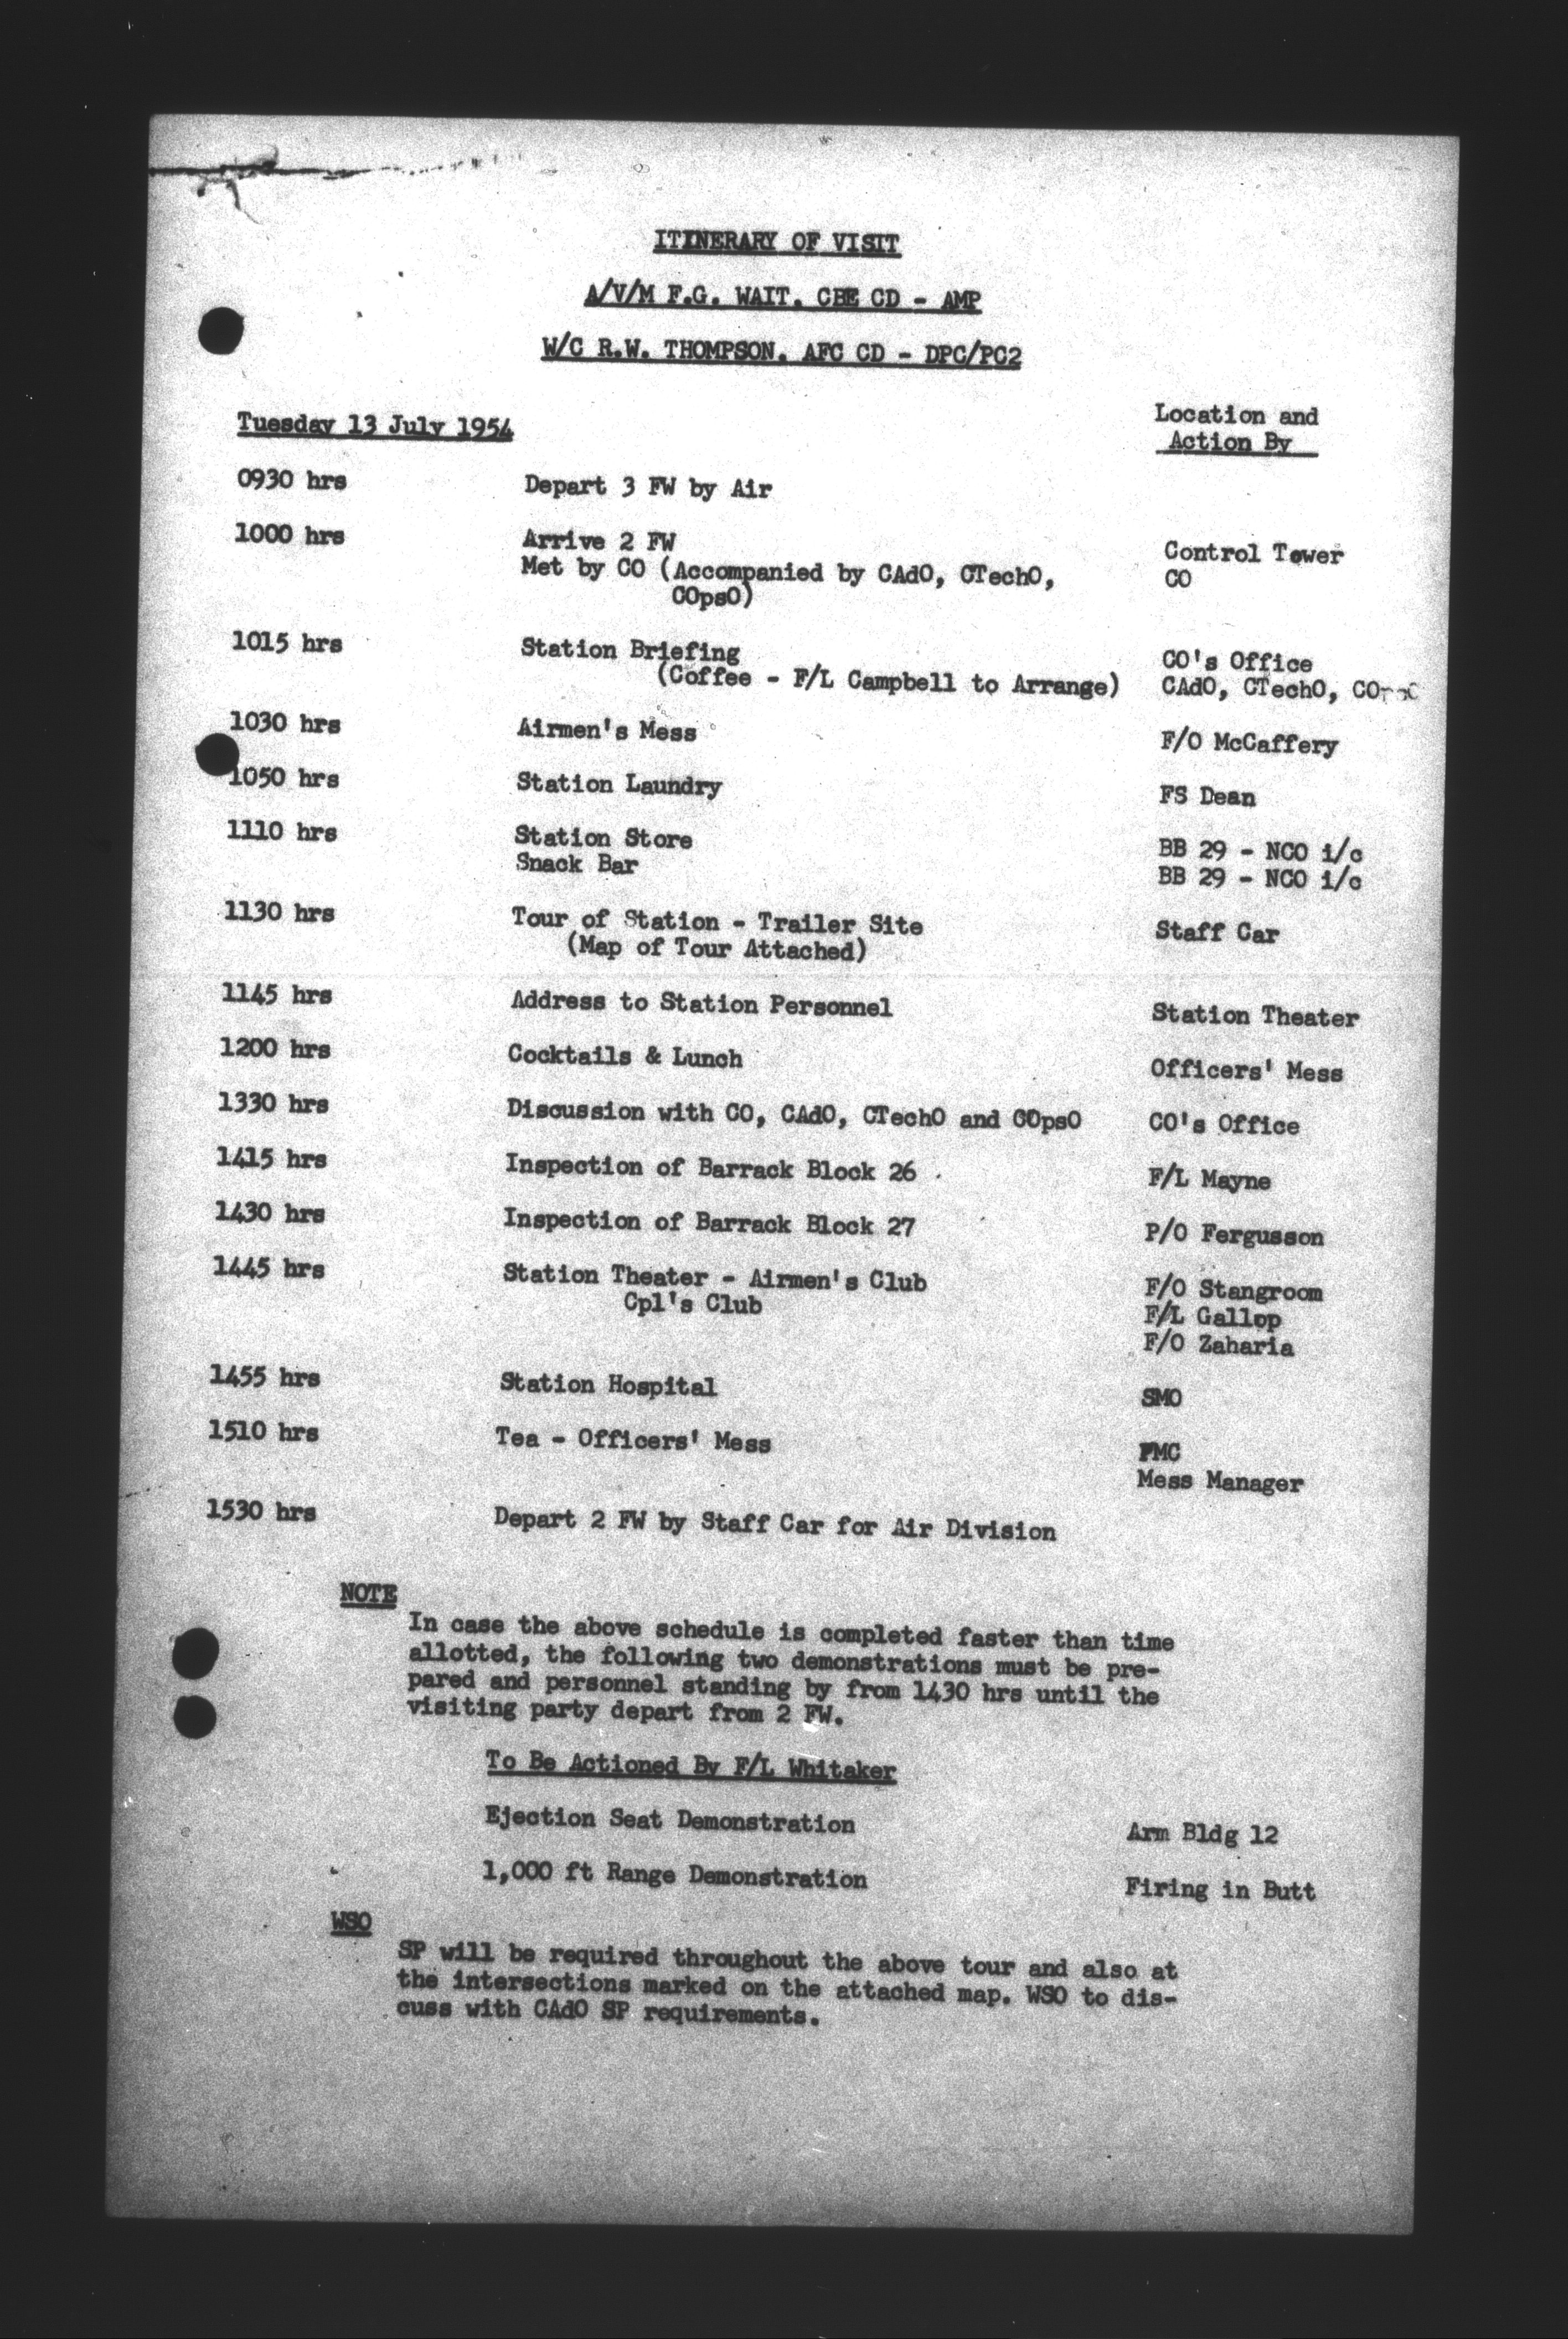 ITINERARY OF VISIT
A/V/M F.G. WAIT. CBE CD - AMP
W/C R.W. THOMPSON. AFC CD - DPC/PC2
Tuesday 13 July 1954
Location and
Action By
0930 hrs Depart 3 FW by Air
1000 hrs Arrive 2 FW Control Tower
Met by CO (Accompanied by CAdO, CTechO, CO
COpsO)
1015 hrs Station Briefing CO's Office
(Coffee - F/L Campbell to Arrange) CAdO, CTechO,
1030 hrs Airmen's Mess F/O McCaffery
1050 hrs Station Laundry FS Dean
1110 hrs Station Store BB 29 - NCO i/c
Snack Bar BB 29 - NCO i/c
1130 hrs Tour of Station - Trailer Site Staff Car
(Map of Tour Attached)
1145 hrs Address to Station Personnel Station Theater
1200 hrs Cocktails & Lunch Officers' Mess
1330 hrs Discussion with CO, CAdO, CTechO and COpsO CO's Office
1415 hrs Inspection of Barrack Block 26 F/L Mayne
1430 hrs Inspection of Barrack Block 27 P/O Fergusson
1445 hrs Station Theater - Airmen's Club F/O Stangroom
Cpl's Club F/L Gallop
F/O Zaharia
1455 hrs Station Hospital SMO
1510 hrs Tea - Officers' Mess PMC
Mess Manager
1530 hrs Depart 2 FW by Staff Car for Air Division
NOTE
In case the above schedule is completed faster than time
allotted, the following two demonstrations must be pre-
pared and personnel standing by from 1430 hrs until the
visiting party depart from 2 FW.
To Be Actioned By F/L Whitaker
Ejection Seat Demonstration Arm Bldg 12
1,000 ft Range Demonstration Firing in Butt
WSO
SP will be required throughout the above tour and also at
the intersections marked on the attached map. WSO to dis-
cuss with CAdO SP requirements.